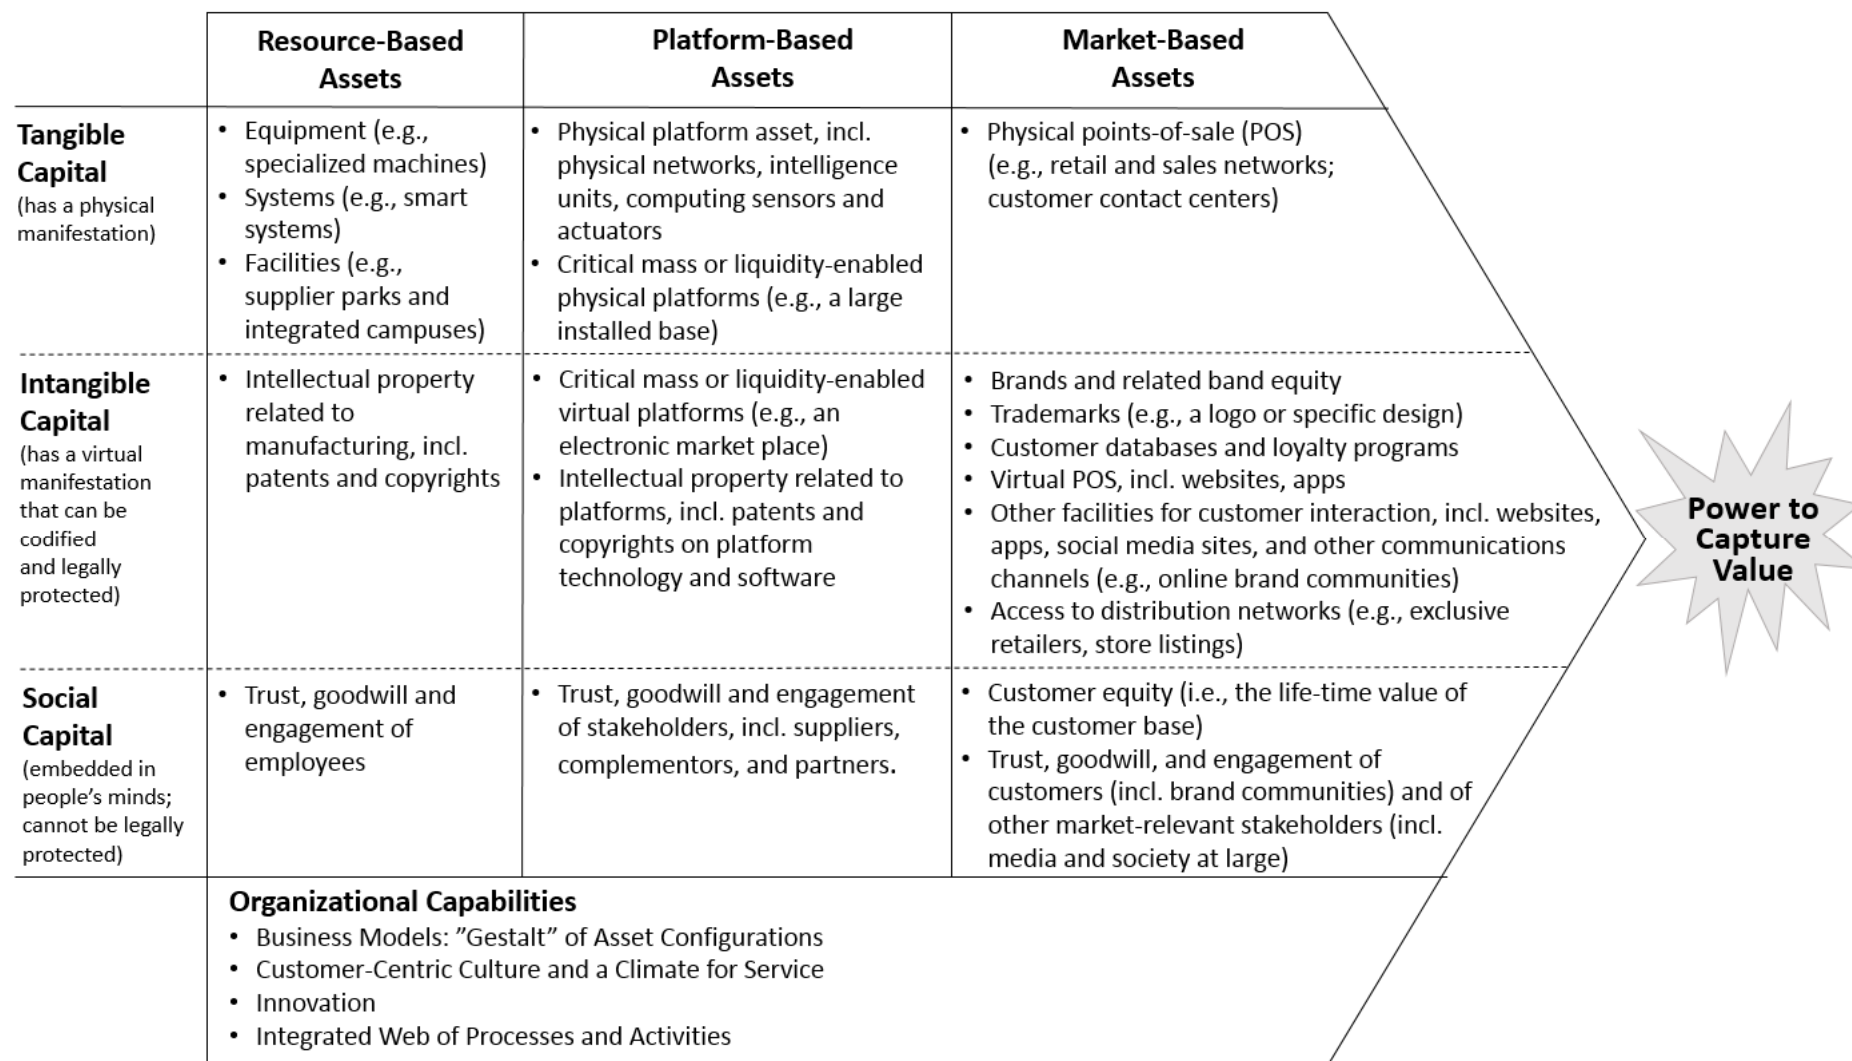 Resource-Based
Assets
Platform-Based
Assets
Market-Based
Assets
Tangible
Capital
(has a physical
manifestation)
• Equipment (e.g.,
specialized machines)
• Systems (e.g., smart
systems)
• Facilities (e.g.,
supplier parks and
integrated campuses)
• Physical platform asset, incl.
physical networks, intelligence
units, computing sensors and
actuators
• Critical mass or liquidity-enabled
physical platforms (e.g., a large
installed base)
• Physical points-of-sale (POS)
(e.g., retail and sales networks;
customer contact centers)
Intangible
Capital
(has a virtual
manifestation
that can be
codified
and legally
protected)
• Intellectual property
related to
manufacturing, incl.
patents and copyrights
• Critical mass or liquidity-enabled
virtual platforms (e.g., an
electronic market place)
• Intellectual property related to
platforms, incl. patents and
copyrights on platform
technology and software
• Brands and related band equity
• Trademarks (e.g., a logo or specific design)
• Customer databases and loyalty programs
• Virtual POS, incl. websites, apps
• Other facilities for customer interaction, incl. websites,
apps, social media sites, and other communications
channels (e.g., online brand communities)
• Access to distribution networks (e.g., exclusive
retailers, store listings)
Social
Capital
(embedded in
people's minds;
cannot be legally
protected)
• Trust, goodwill and
engagement of
employees
• Trust, goodwill and engagement
of stakeholders, incl. suppliers,
complementors, and partners.
• Customer equity (i.e., the life-time value of
the customer base)
• Trust, goodwill, and engagement of
customers (incl. brand communities) and of
other market-relevant stakeholders (incl.
media and society at large)
Organizational Capabilities
• Business Models: ”Gestalt” of Asset Configurations
• Customer-Centric Culture and a Climate for Service
• Innovation
• Integrated Web of Processes and Activities
Power to
Capture
Value